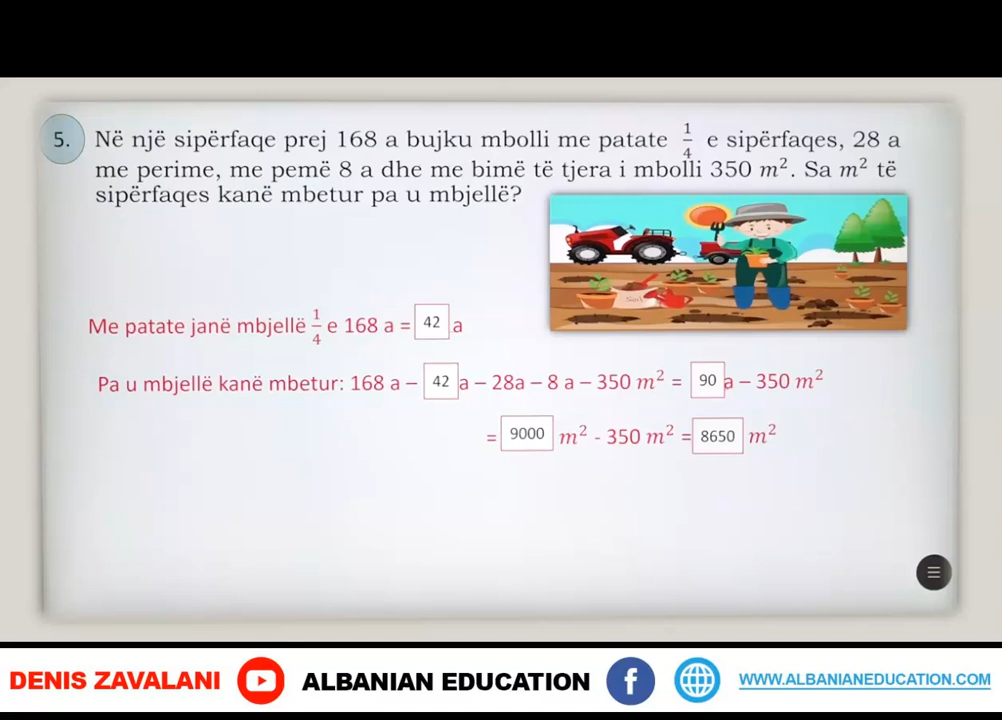 5. Në një sipërfaqe prej 168 a bujku mbolli me patate 1/4 e sipërfaqes, 28 a
me perime, me pemë 8 a dhe me bimë të tjera i mbolli 350 m². Sa m² të
sipërfaqes kanë mbetur pa u mbjellë?
Me patate janë mbjellë 1/4 e 168 a = 42 a
Pa u mbjellë kanë mbetur: 168 a – 42 a – 28a – 8 a – 350 m² = 90 a – 350 m²
= 9000 m² - 350 m² = 8650 m²
DENIS ZAVALANI ALBANIAN EDUCATION f WWW.ALBANIANEDUCATION.COM